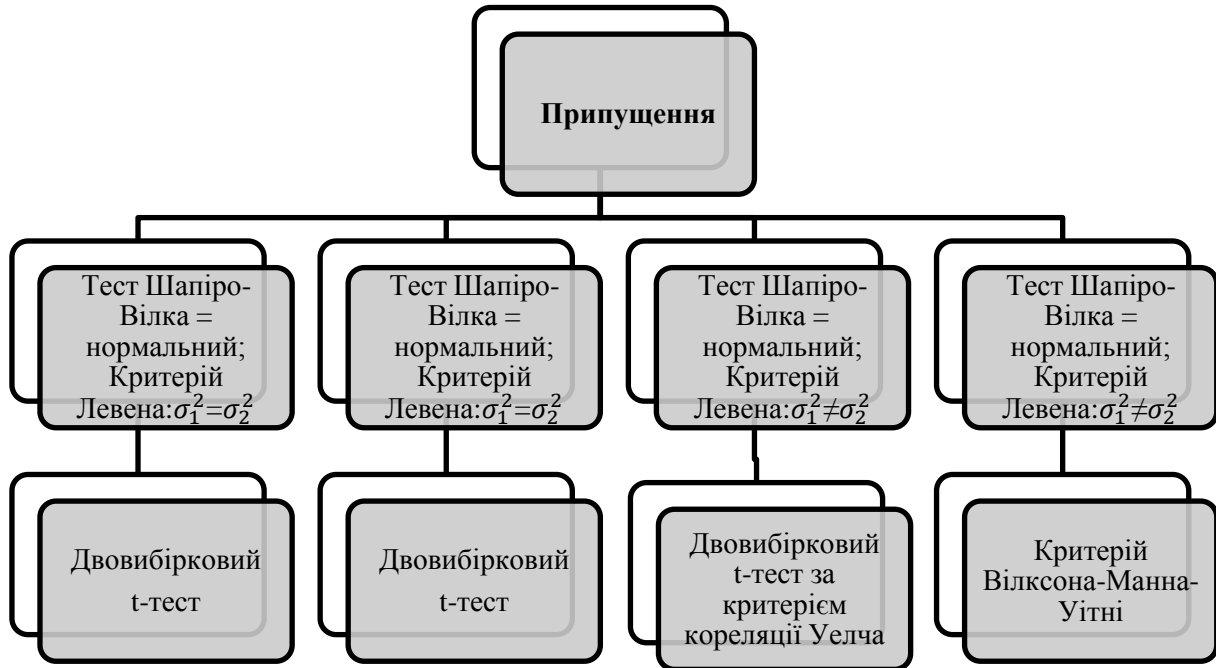 Припущення
Тест Шапіро-
Вілка =
нормальний;
Критерій
Левена:σ₁²=σ₂²
Тест Шапіро-
Вілка =
нормальний;
Критерій
Левена:σ₁²=σ₂²
Тест Шапіро-
Вілка =
нормальний;
Критерій
Левена:σ₁²≠σ₂²
Тест Шапіро-
Вілка =
нормальний;
Критерій
Левена:σ₁²≠σ₂²
Двовибірковий
t-тест
Двовибірковий
t-тест
Двовибірковий
t-тест за
критерієм
кореляції Уелча
Критерій
Вілксона-Манна-
Уітні